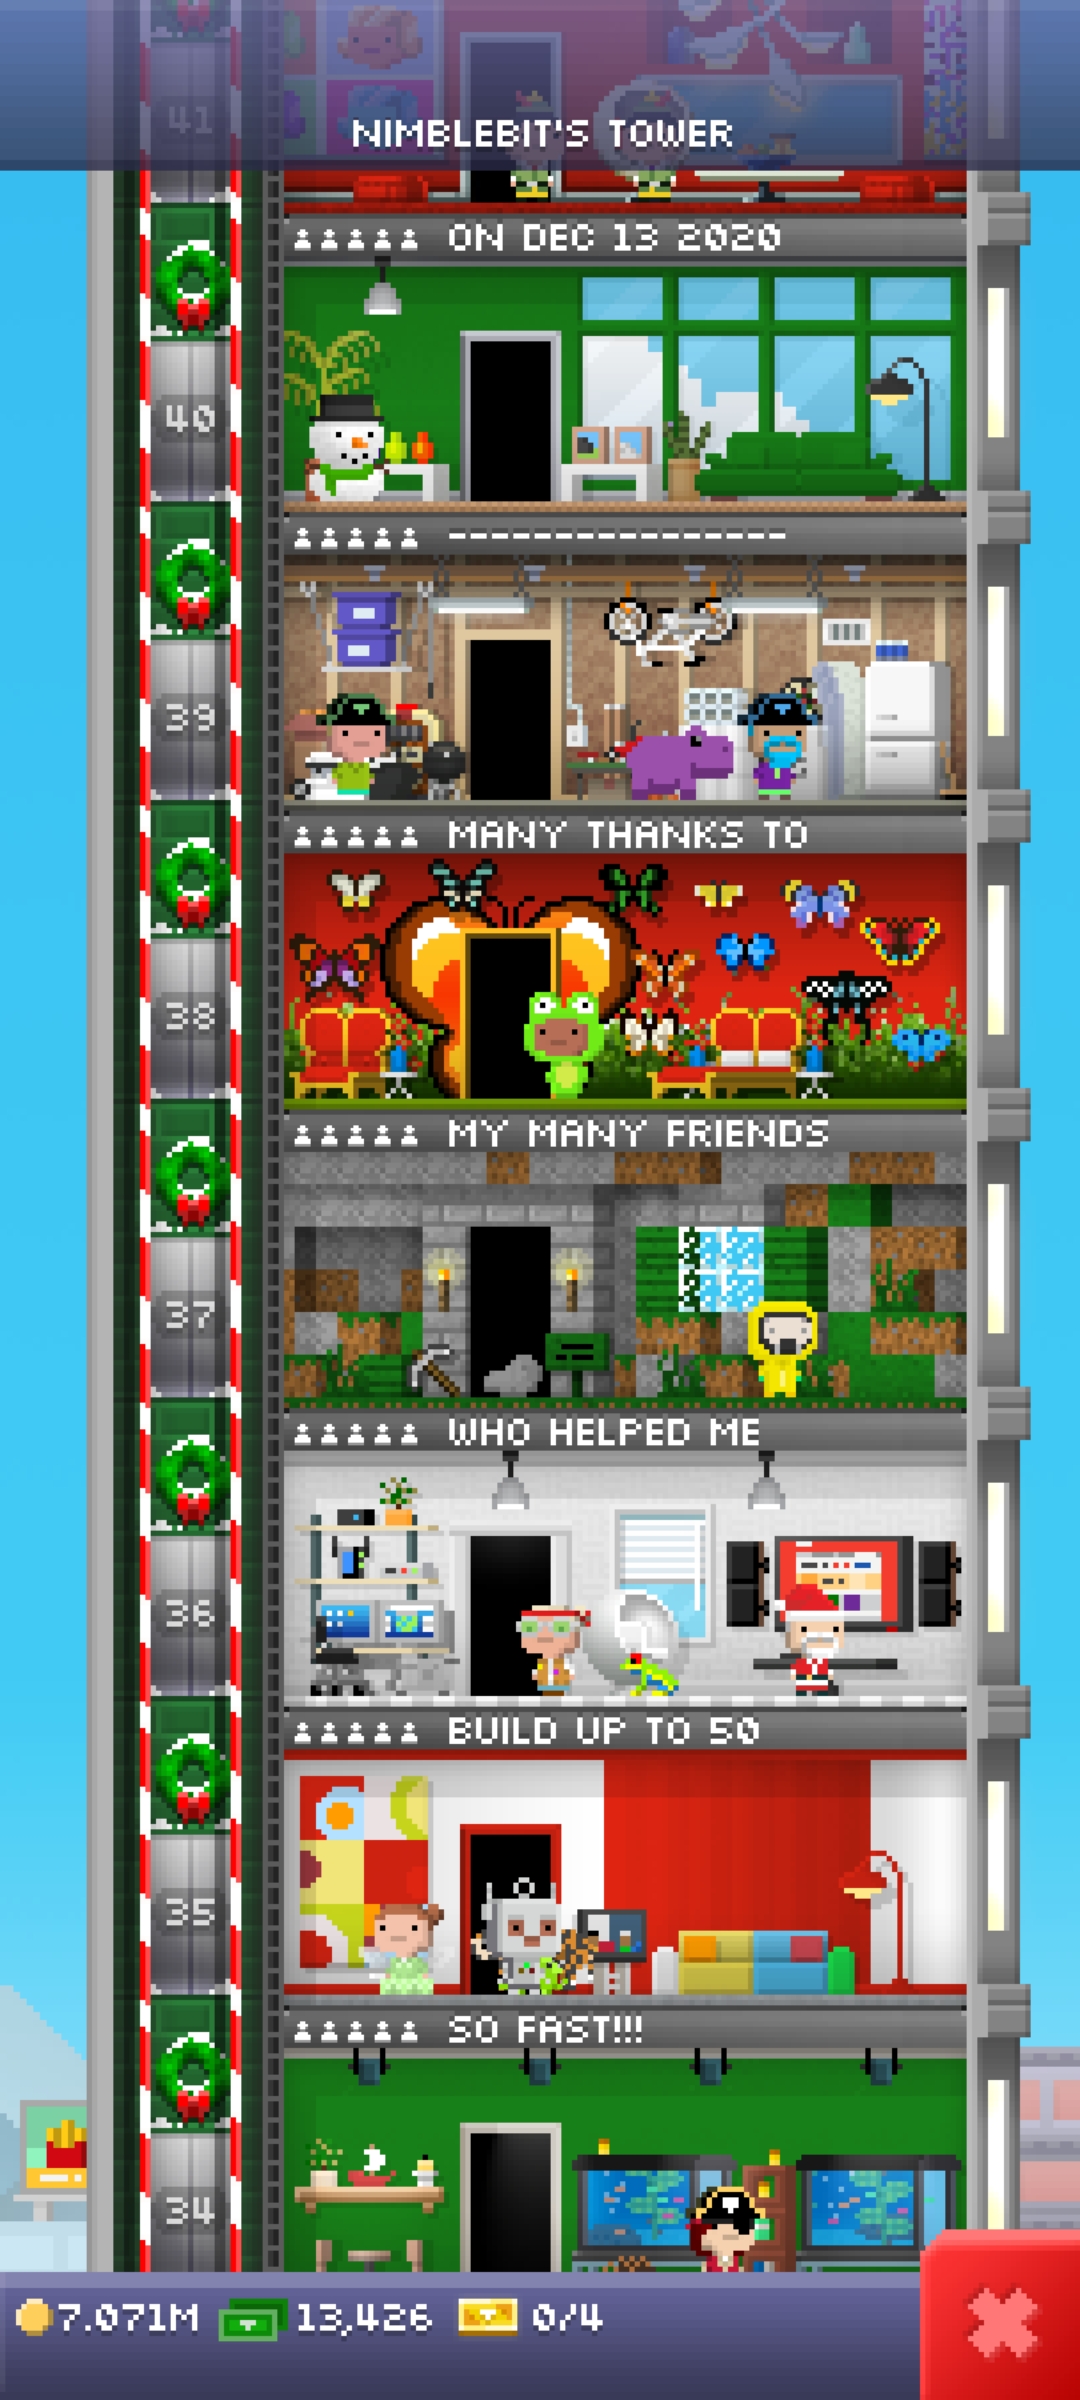 41
NIMBLEBIT'S TOWER
ON DEC 13 2020
40
----------------
39
MANY THANKS TO
38
MY MANY FRIENDS
37
WHO HELPED ME
36
BUILD UP TO 50
35
SO FAST!!!
34
7.071M 13,426 0/4